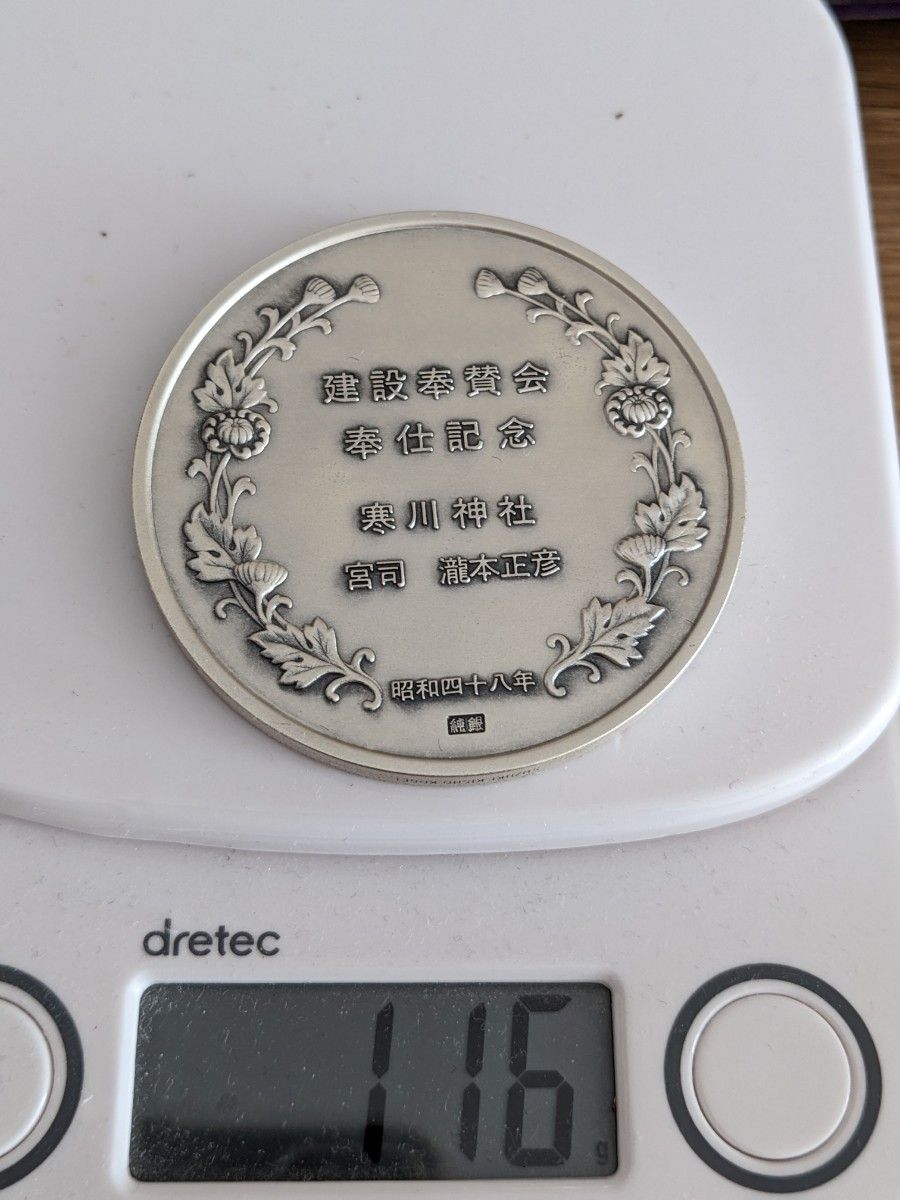 建設奉賛会
奉仕記念
寒川神社
宮司 瀧本正彦
昭和四十八年
純銀
dretec
116 g